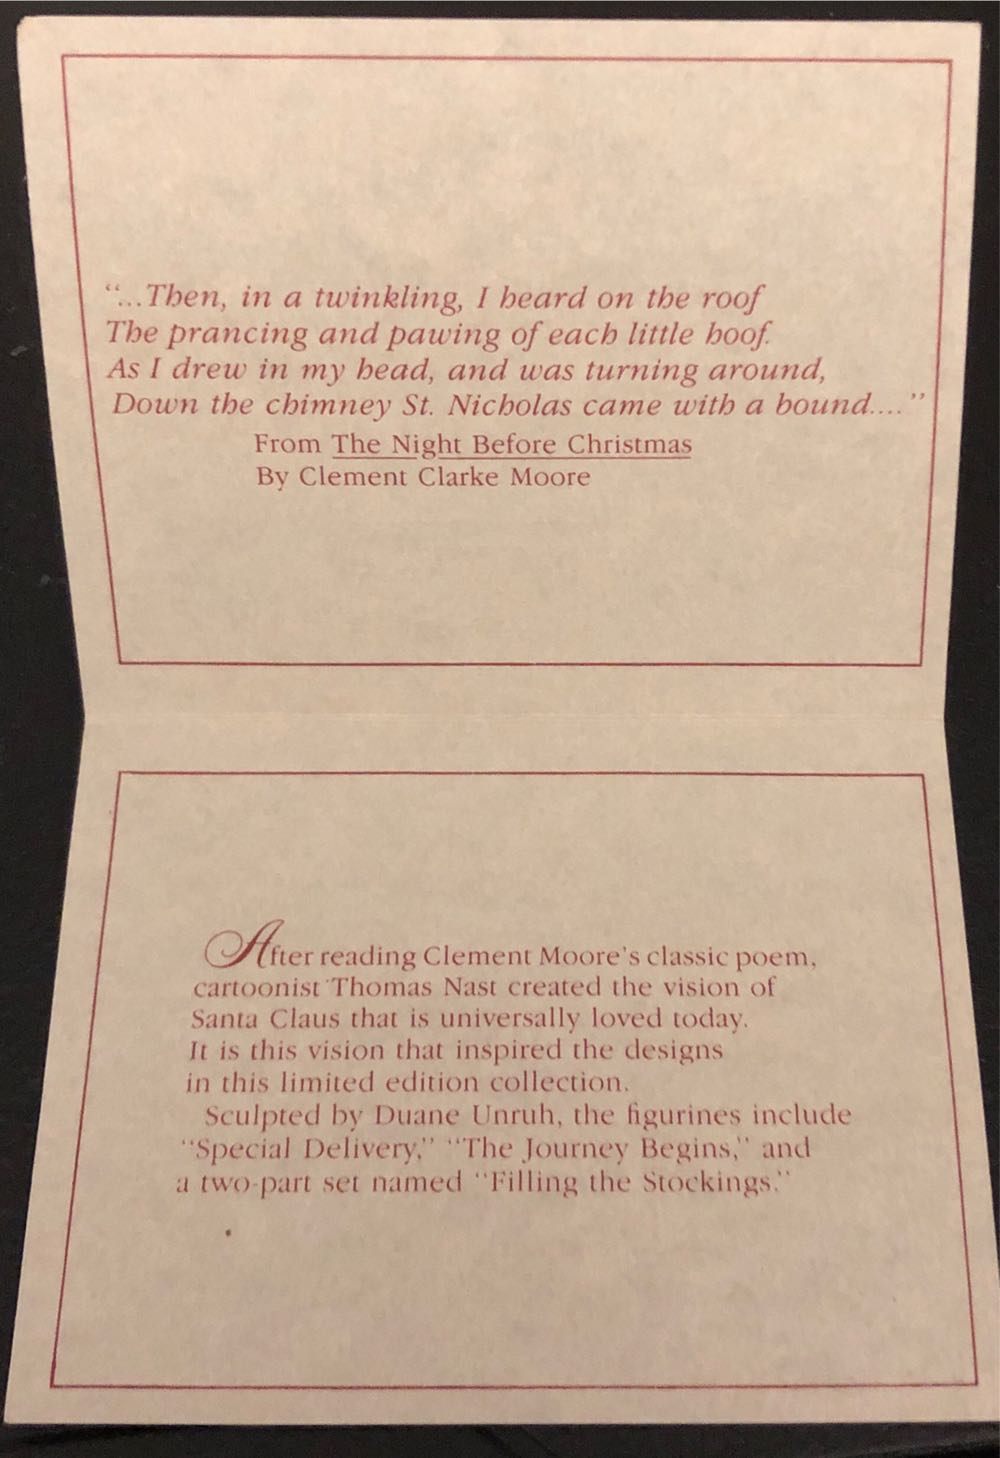 “...Then, in a twinkling, I heard on the roof
The prancing and pawing of each little hoof.
As I drew in my head, and was turning around,
Down the chimney St. Nicholas came with a bound....”
From The Night Before Christmas
By Clement Clarke Moore
After reading Clement Moore's classic poem,
cartoonist Thomas Nast created the vision of
Santa Claus that is universally loved today.
It is this vision that inspired the designs
in this limited edition collection.
Sculpted by Duane Unruh, the figurines include
“Special Delivery,” “The Journey Begins,” and
a two-part set named “Filling the Stockings.”